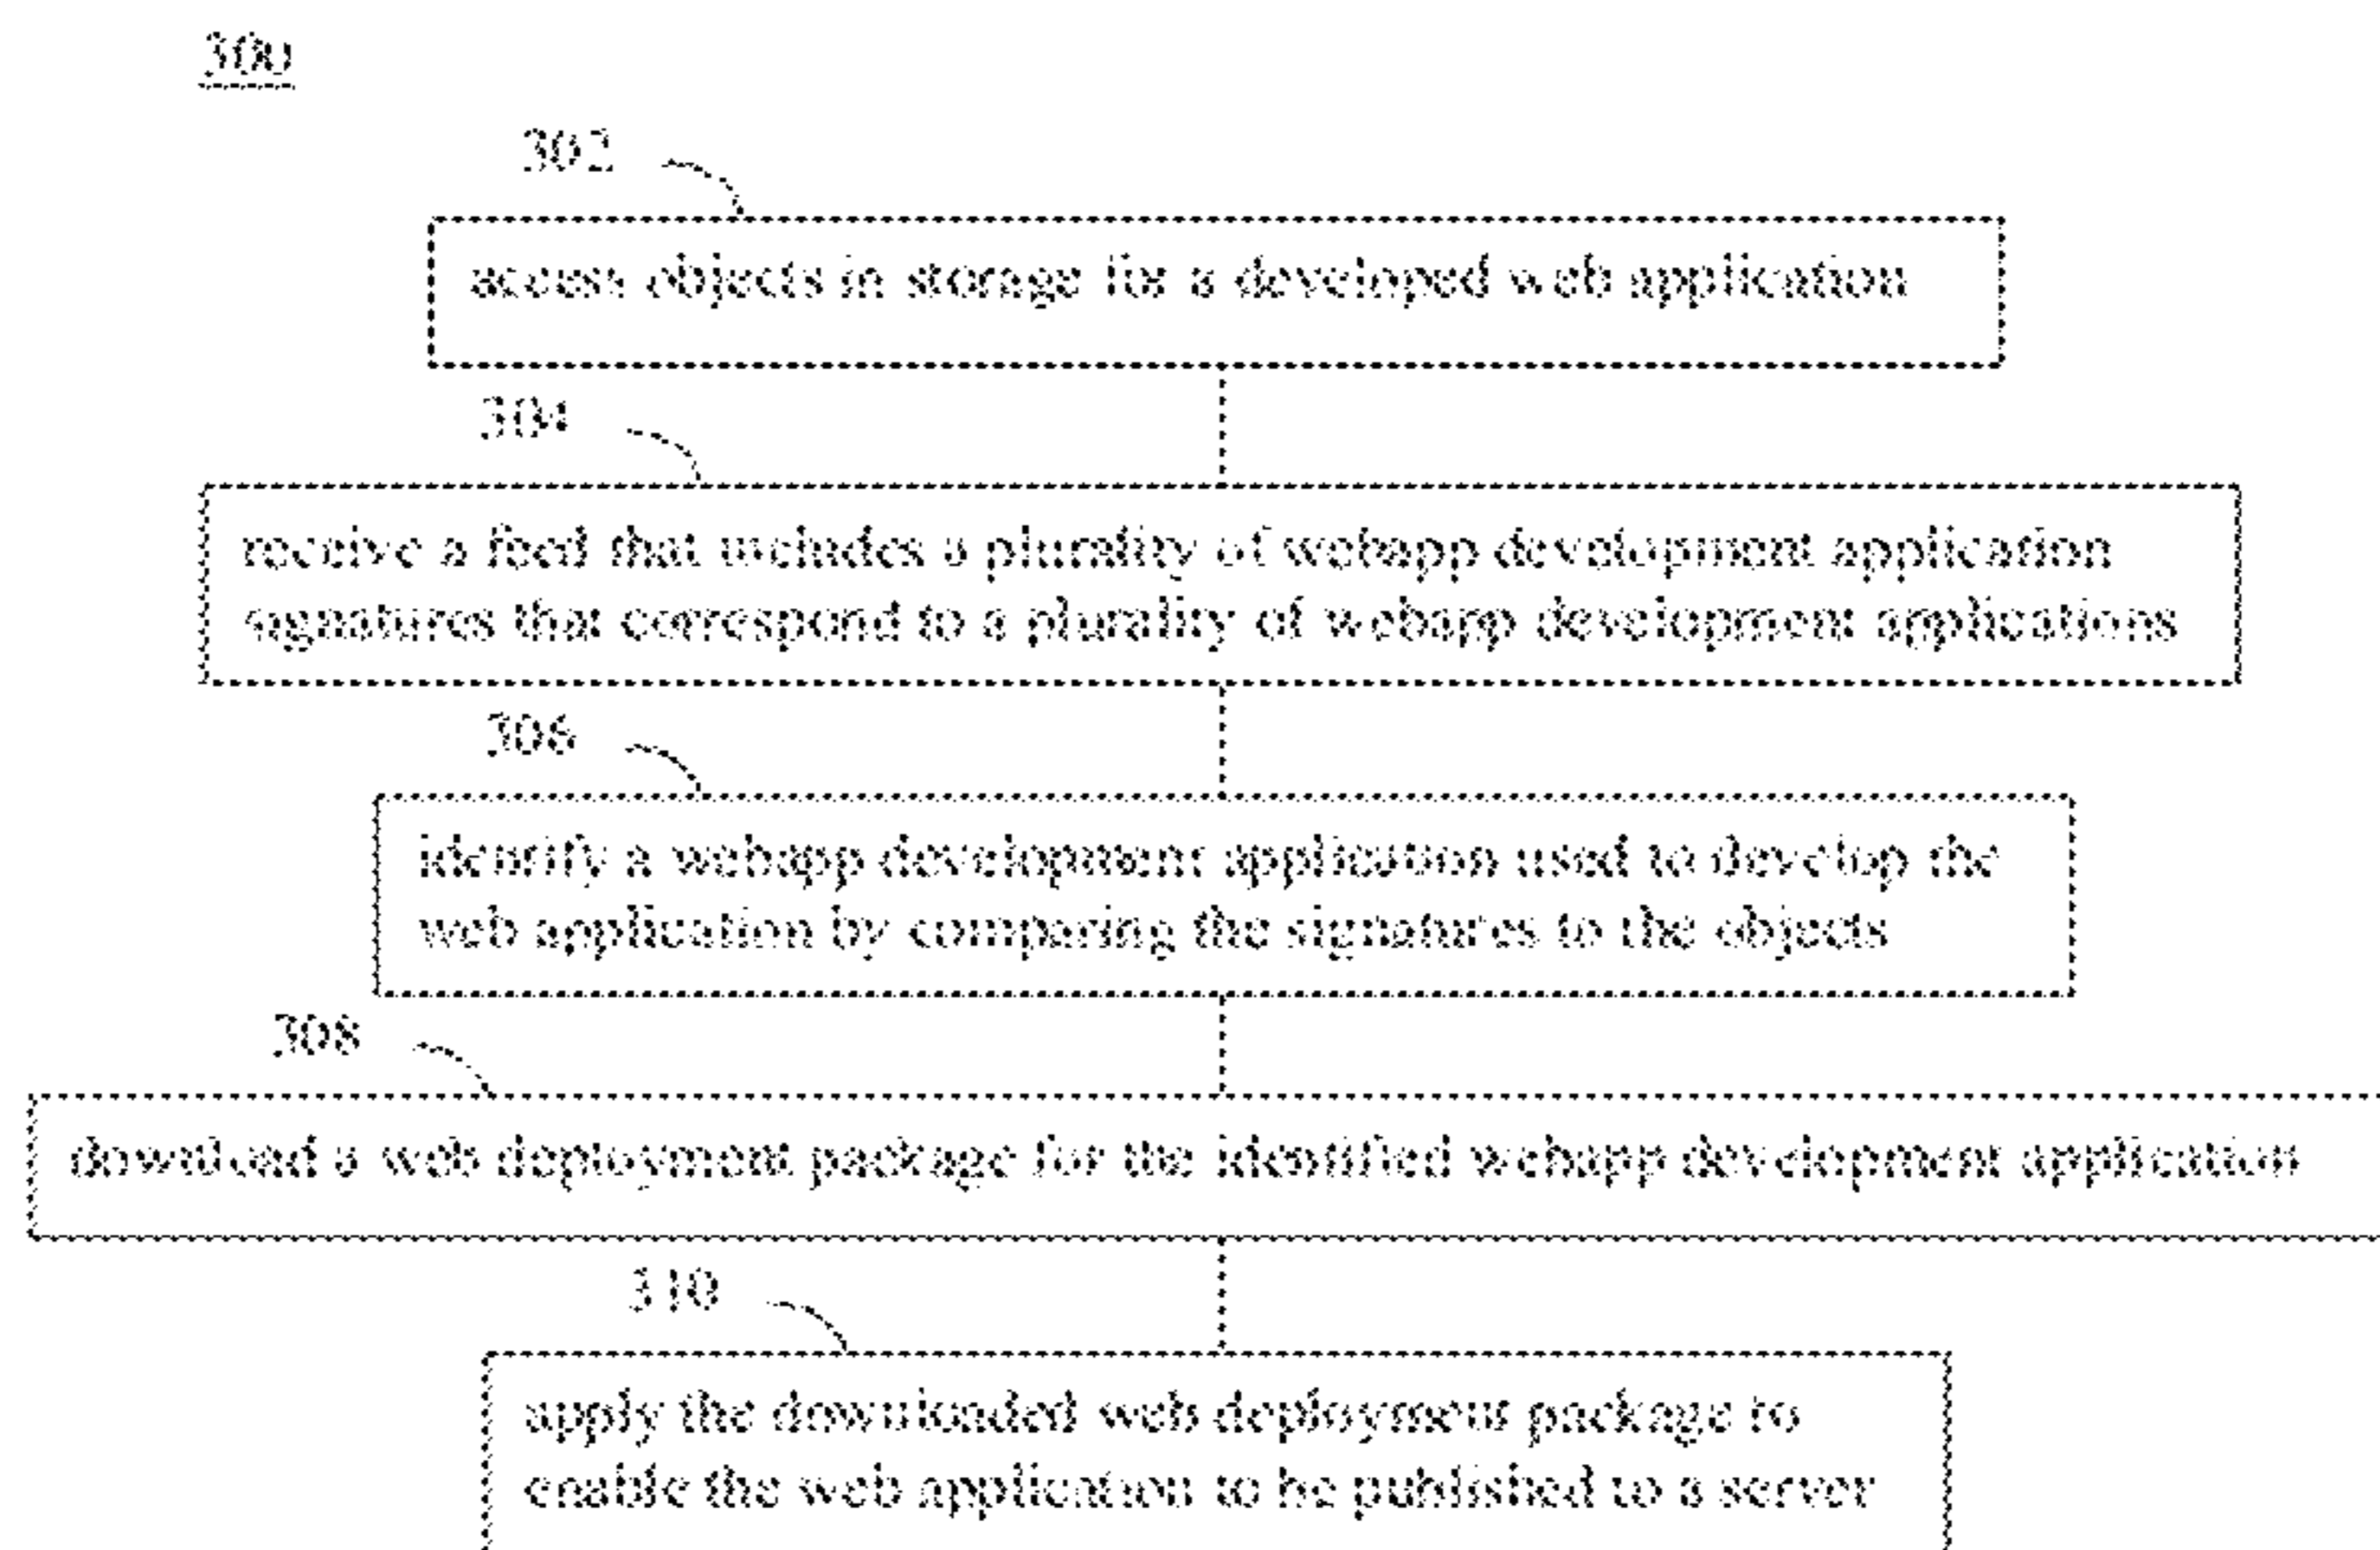 300
302
access objects in storage for a developed web application
304
receive a feed that includes a plurality of webapp development application
signatures that correspond to a plurality of webapp development applications
306
identify a webapp development application used to develop the
web application by comparing the signatures to the objects
308
download a web deployment package for the identified webapp development application
310
apply the downloaded web deployment package to
enable the web application to be published to a server